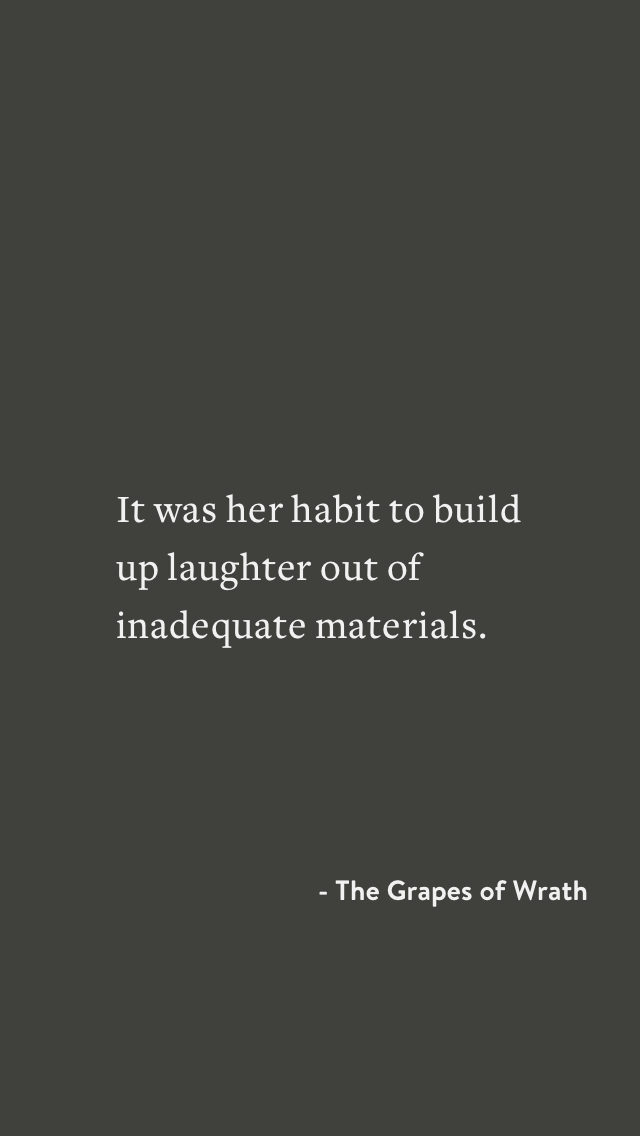 It was her habit to build
up laughter out of
inadequate materials.
- The Grapes of Wrath